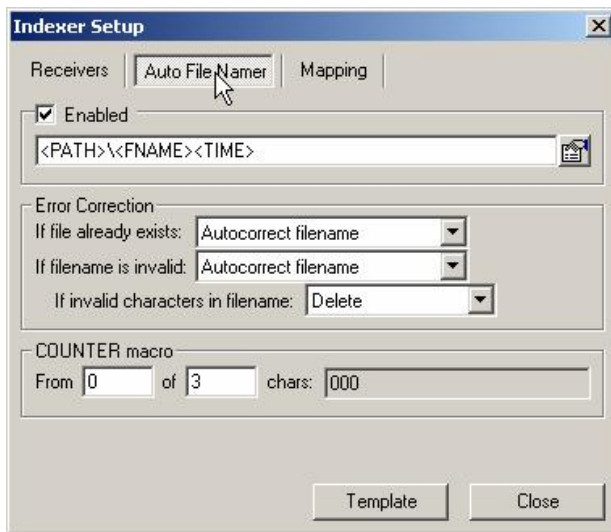 Indexer Setup
Receivers Auto File Namer Mapping
Enabled
<PATH>\<FNAME><TIME>
Error Correction
If file already exists: Autocorrect filename
If filename is invalid: Autocorrect filename
If invalid characters in filename: Delete
COUNTER macro
From 0 of 3 chars: 000
Template Close